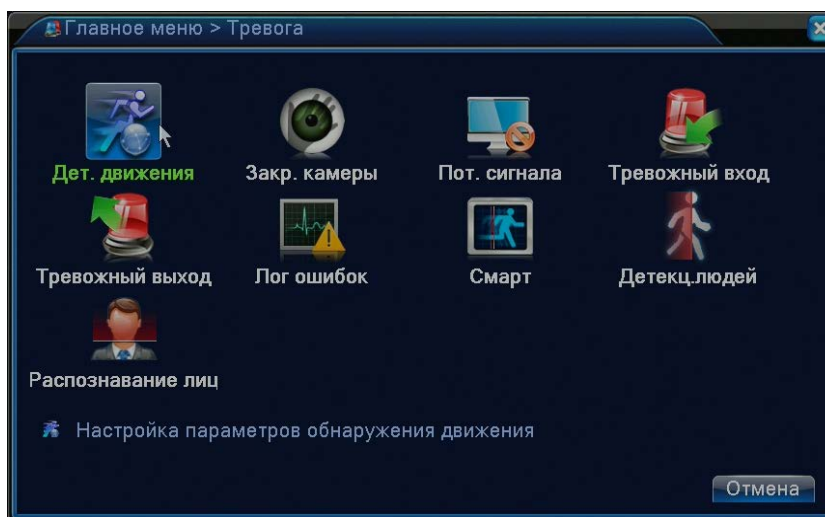 Главное меню > Тревога
Дет. движения
Закр. камеры
Пот. сигнала
Тревожный вход
Тревожный выход
Лог ошибок
Смарт
Детекц.людей
Распознавание лиц
Настройка параметров обнаружения движения
Отмена